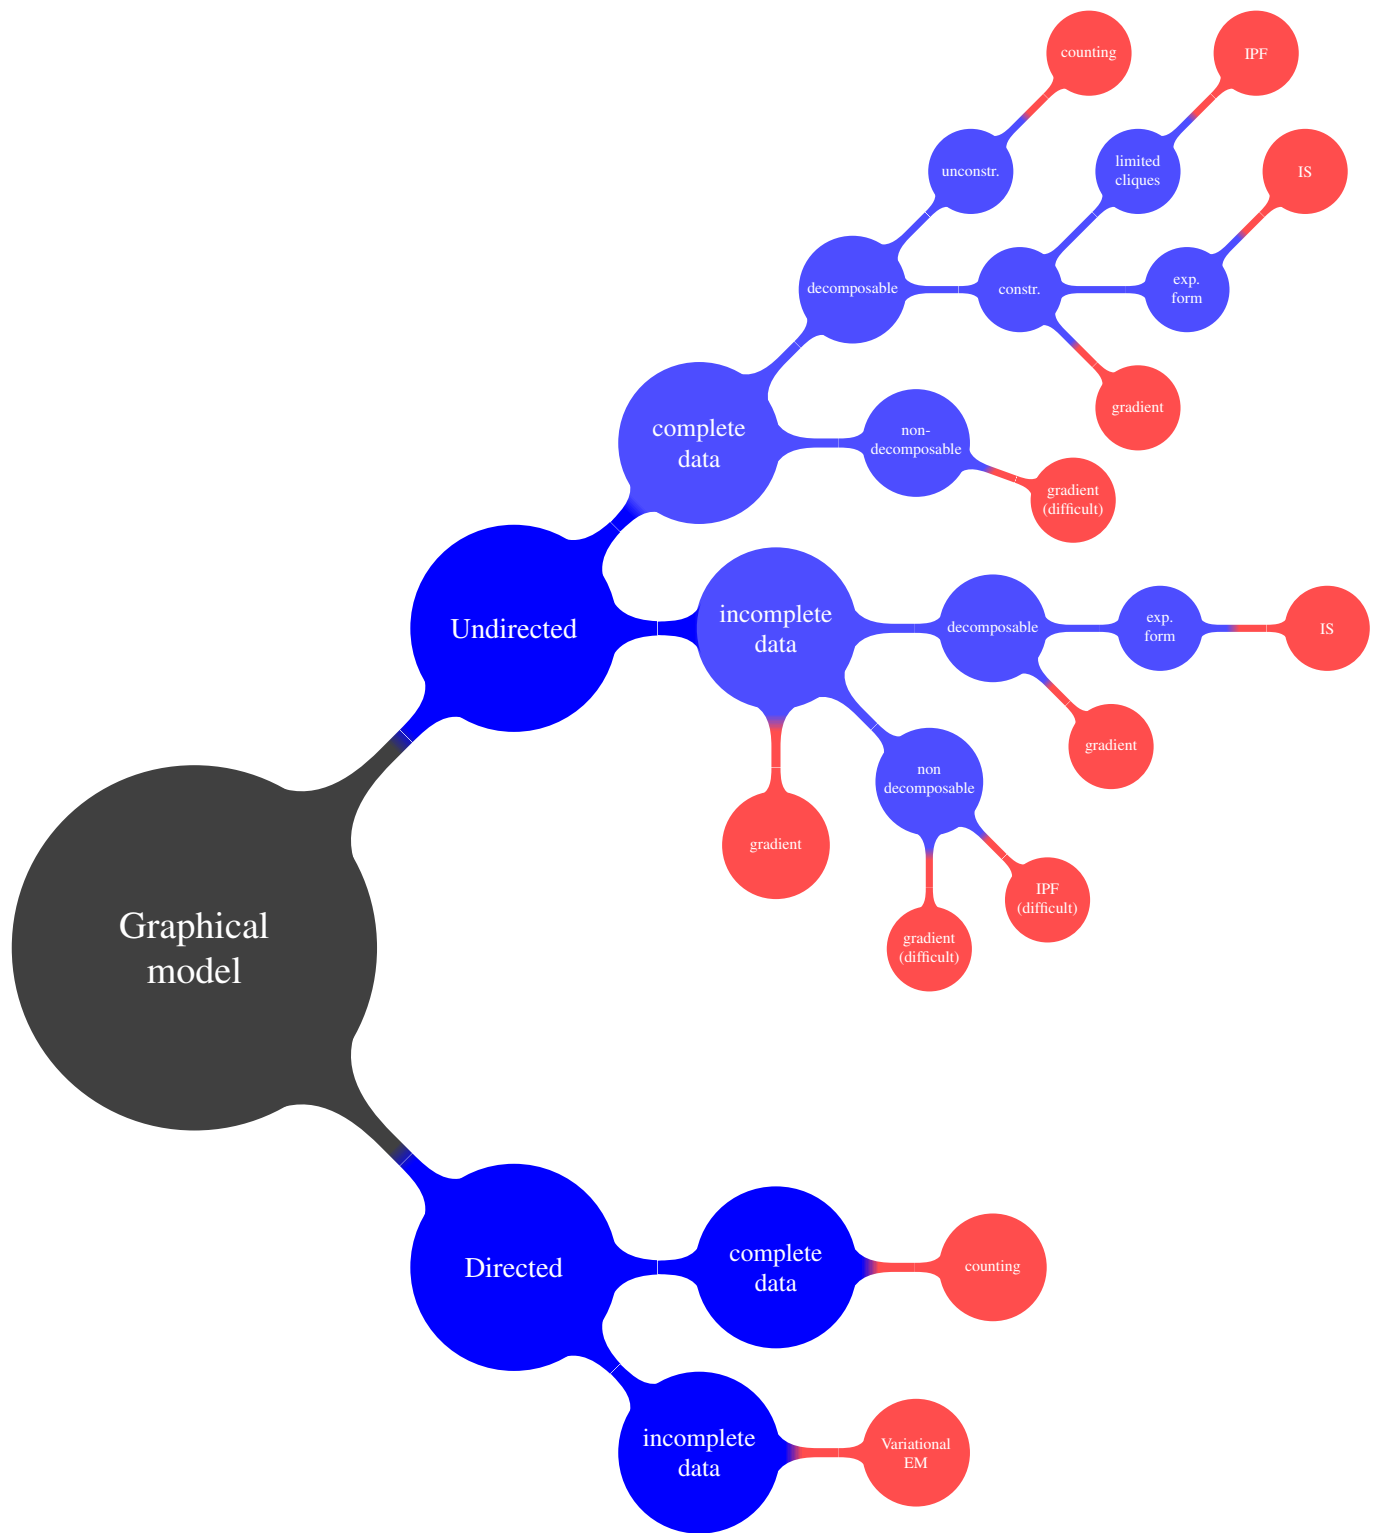 counting
IPF
unconstr.
limited
cliques
IS
decomposable
constr.
exp.
form
gradient
complete
data
non-
decomposable
gradient
(difficult)
Undirected
incomplete
data
decomposable
exp.
form
IS
gradient
non
decomposable
gradient
IPF
(difficult)
gradient
(difficult)
Graphical
model
Directed
complete
data
counting
incomplete
data
Variational
EM